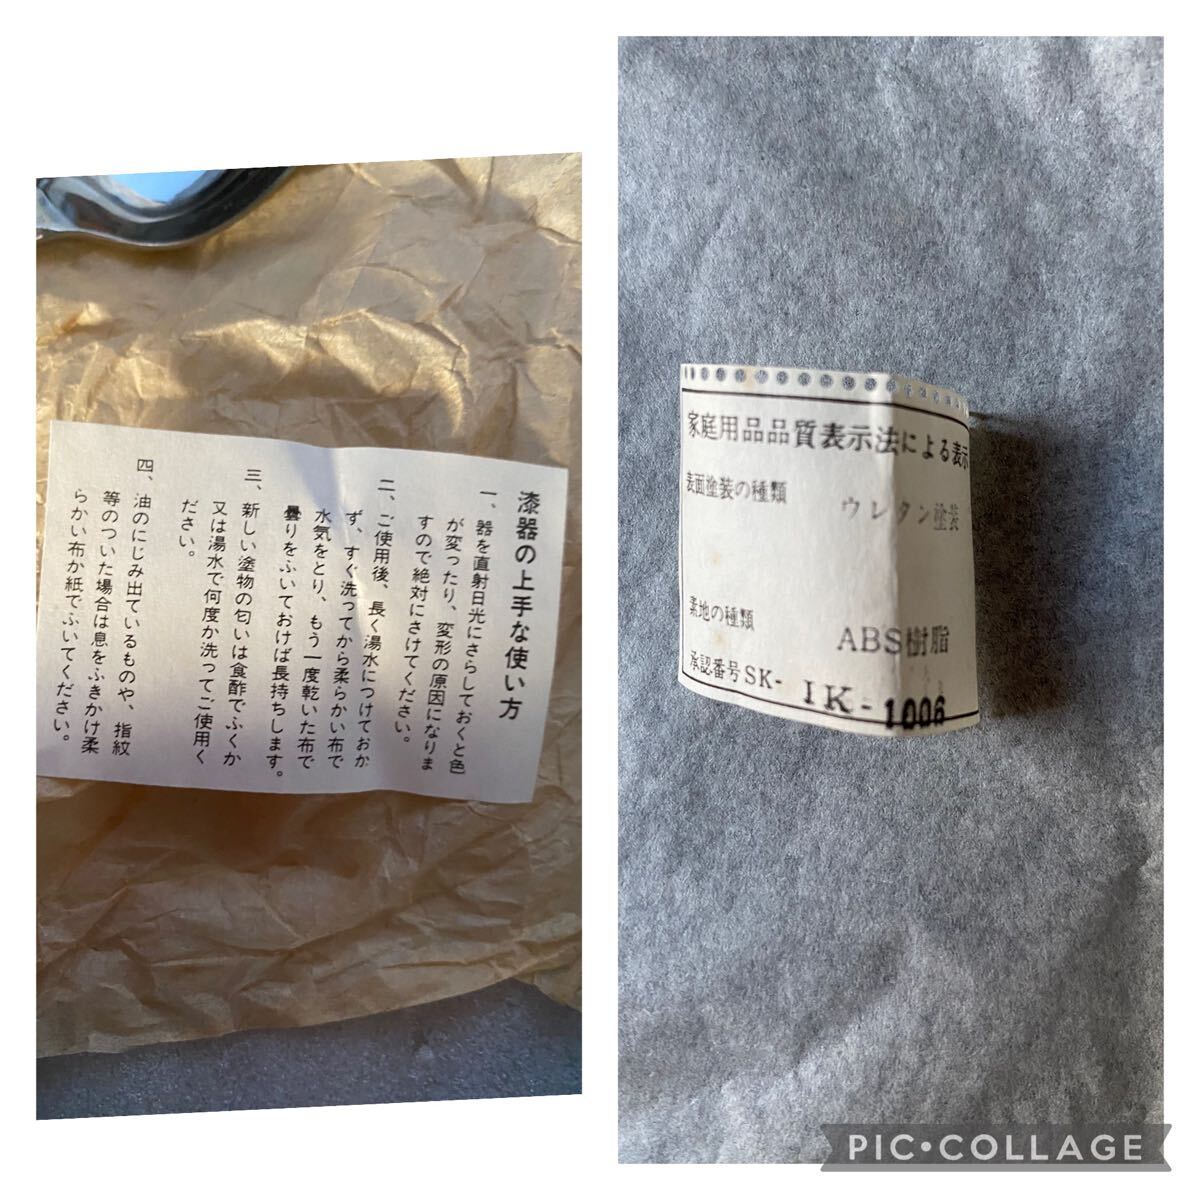 漆器の上手な使い方
一、器を直射日光にさらしておくと色
が変ったり、変形の原因になりま
すので絶対にさけてください。
二、ご使用後、長く湯水につけておか
ず、すぐ洗ってから柔らかい布で
水気をとり、もう一度乾いた布で
曇りをふいておけば長持ちします。
三、新しい塗物の匂いは食酢でふくか
又は湯水で何度か洗ってご使用く
ださい。
四、油のにじみ出ているものや、指紋
等のついた場合は息をふきかけ柔
らかい布か紙でふいてください。
家庭用品品質表示法による表示
表面塗装の種類
ウレタン塗装
素地の種類
ABS樹脂
承認番号SK-IK-1006
PIC•COLLAGE